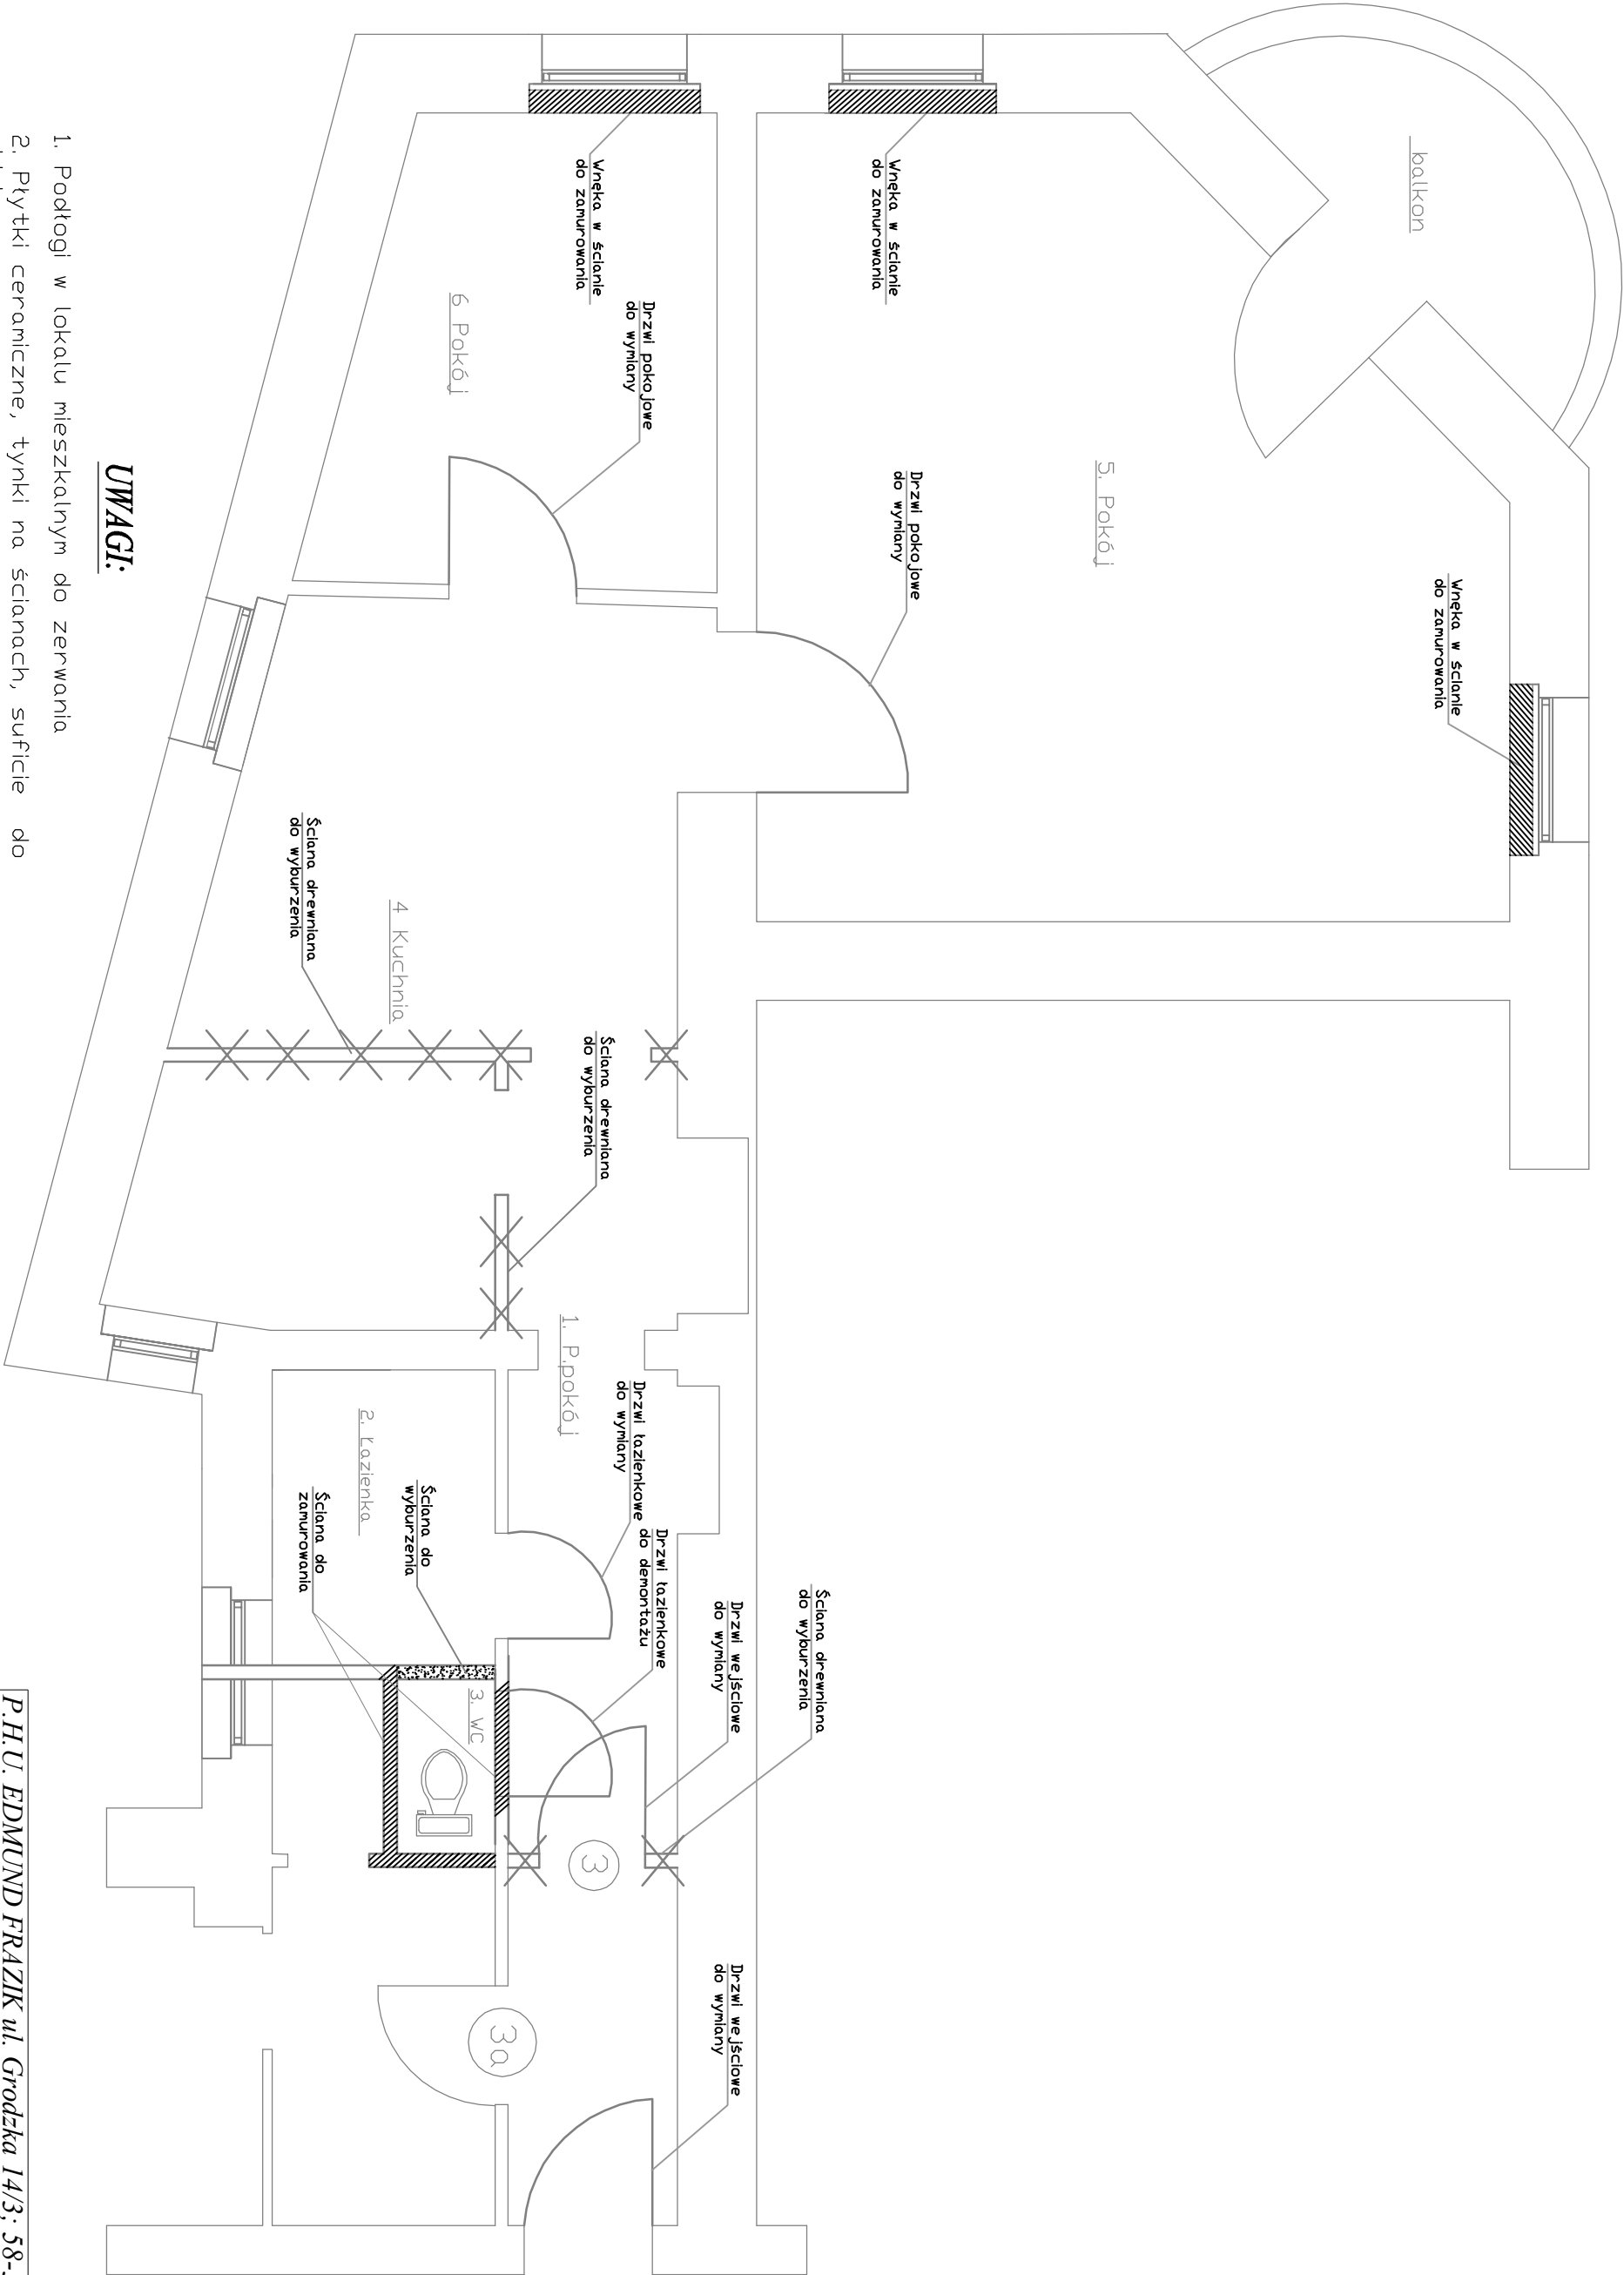 Wnęka w ścianie
do zamurowania
balkon
5. Pokój
Drzwi pokojowe
do wymiany
Wnęka w ścianie
do zamurowania
Ściana drewniana
do wyburzenia
Drzwi wejściowe
do wymiany
Drzwi wejściowe
do wymiany
Drzwi łazienkowe
do demontażu
Drzwi pokojowe
do wymiany
Drzwi łazienkowe
do wymiany
Wnęka w ścianie
do zamurowania
Ściana drewniana
do wyburzenia
3
1. P.pokój
3a
3. WC
6 Pokój
Ściana do
wyburzenia
4 Kuchnia
2. Łazienka
Ściana do
zamurowania
Ściana drewniana
do wyburzenia
UWAGI:
1. Podłogi w lokalu mieszkalnym do zerwania
2. Płytki ceramiczne, tynki na ścianach, suficie do
P.H.U. EDMUND FRAZIK ul. Grodzka 14/3; 58-